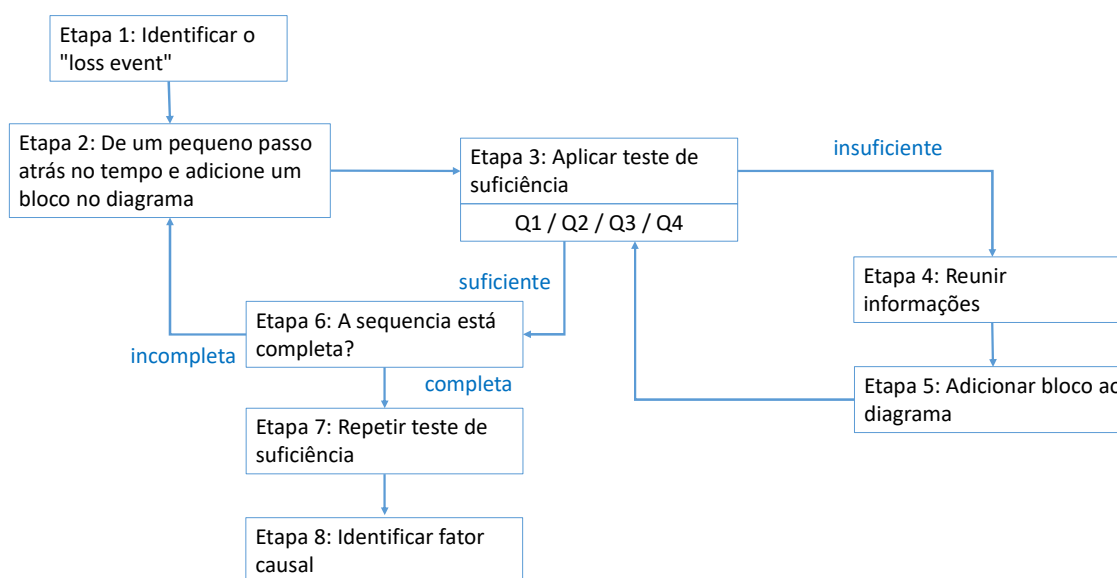 Etapa 1: Identificar o
"loss event"
Etapa 2: De um pequeno passo
atrás no tempo e adicione um
bloco no diagrama
Etapa 3: Aplicar teste de
suficiência
Q1 / Q2 / Q3 / Q4
insuficiente
Etapa 4: Reunir
informações
suficiente
Etapa 6: A sequencia está
completa?
incompleta
completa
Etapa 5: Adicionar bloco ao
diagrama
Etapa 7: Repetir teste de
suficiência
Etapa 8: Identificar fator
causal